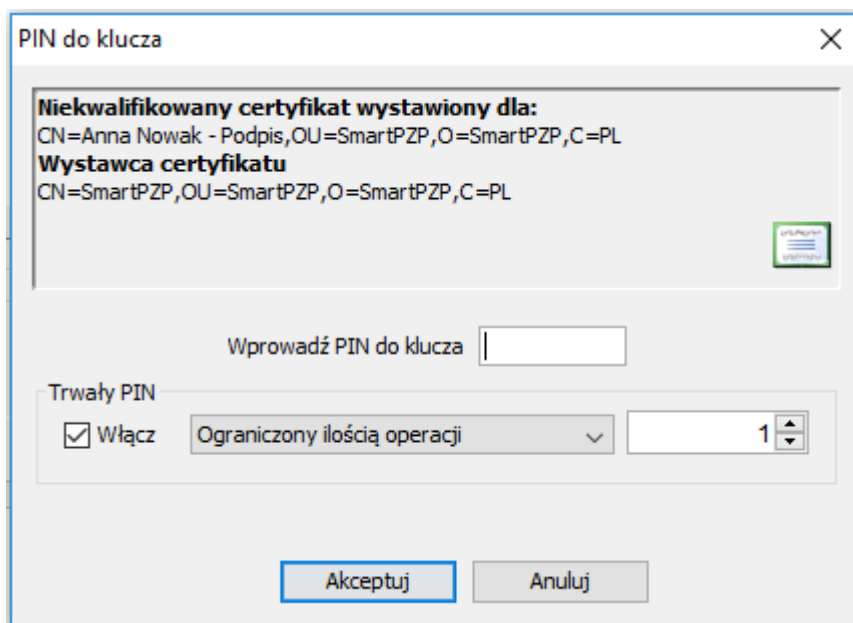 PIN do klucza
Niekwalifikowany certyfikat wystawiony dla:
CN=Anna Nowak - Podpis,OU=SmartPZP,O=SmartPZP,C=PL
Wystawca certyfikatu
CN=SmartPZP,OU=SmartPZP,O=SmartPZP,C=PL
Wprowadź PIN do klucza
Trwały PIN
Włącz Ograniczony ilością operacji 1
Akceptuj Anuluj